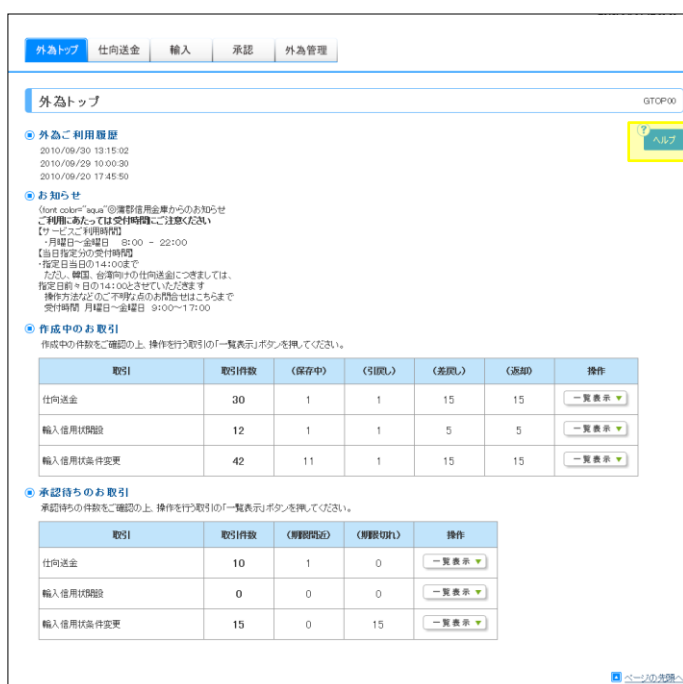 外為トップ 仕向送金 輸入 承認 外為管理
外為トップ
GTOP00
? ヘルプ
外為ご利用履歴
2010/09/30 13:15:02
2010/09/29 10:00:30
2010/09/20 17:45:50
お知らせ
(font color="aqua"◎蒲郡信用金庫からのお知らせ
ご利用にあたっては受付時間にご注意ください
【サービスご利用時間】
・月曜日～金曜日 8:00 - 22:00
【当日指定分の受付時間】
・指定日当日の14:00まで
ただし、韓国、台湾向けの仕向送金につきましては、
指定日前々日の14:00とさせていただきます
操作方法などのご不明な点のお問合せはこちらまで
受付時間 月曜日～金曜日 9:00～17:00
作成中のお取引
作成中の件数をご確認の上、操作を行う取引の「一覧表示」ボタンを押してください。
取引 取引件数 (保存中) (引戻し) (差戻し) (返却) 操作
仕向送金 30 1 1 15 15 一覧表示 ▼
輸入信用状開設 12 1 1 5 5 一覧表示 ▼
輸入信用状条件変更 42 11 1 15 15 一覧表示 ▼
承認待ちのお取引
承認待ちの件数をご確認の上、操作を行う取引の「一覧表示」ボタンを押してください。
取引 取引件数 (期限間近) (期限切れ) 操作
仕向送金 10 1 0 一覧表示 ▼
輸入信用状開設 0 0 0 一覧表示 ▼
輸入信用状条件変更 15 0 15 一覧表示 ▼
ページの先頭へ